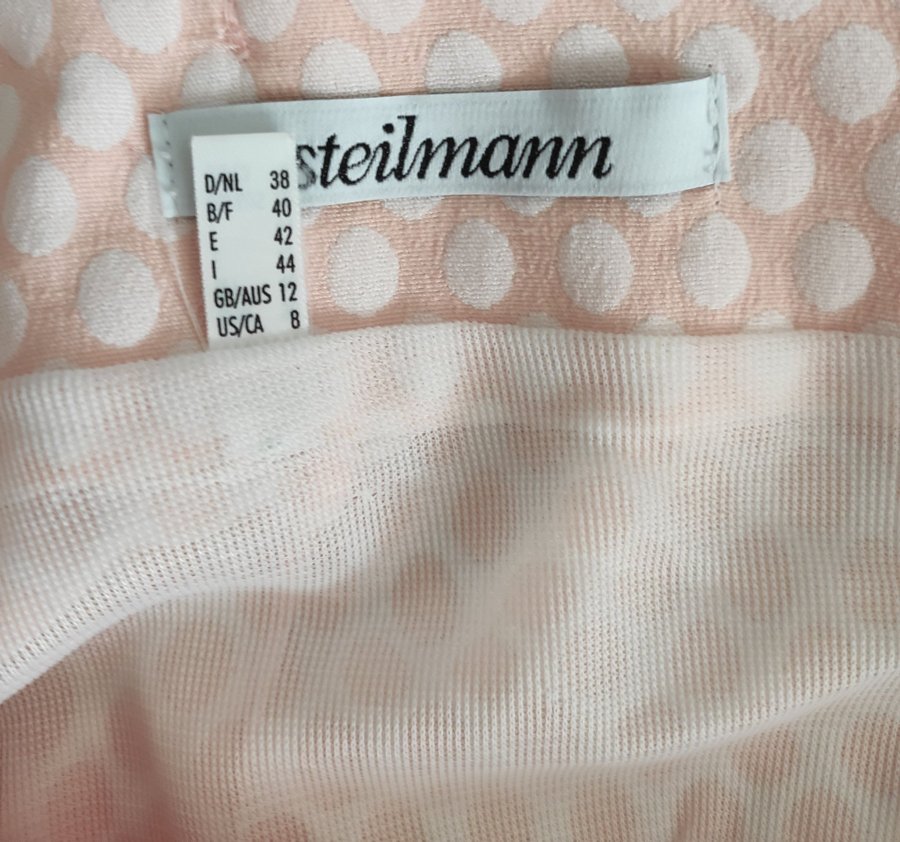 steilmann
D/NL 38
B/F 40
E 42
I 44
GB/AUS 12
US/CA 8